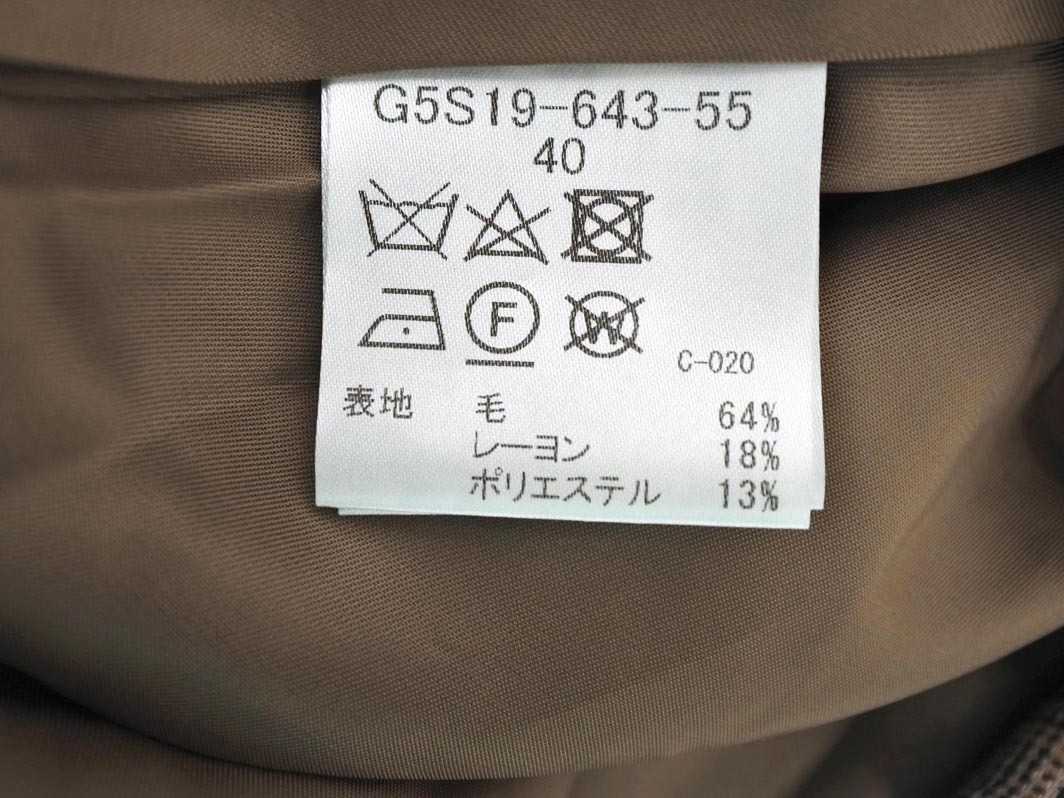 G5S19-643-55
40
F W
C-020
表地 毛 64%
レーヨン 18%
ポリエステル 13%